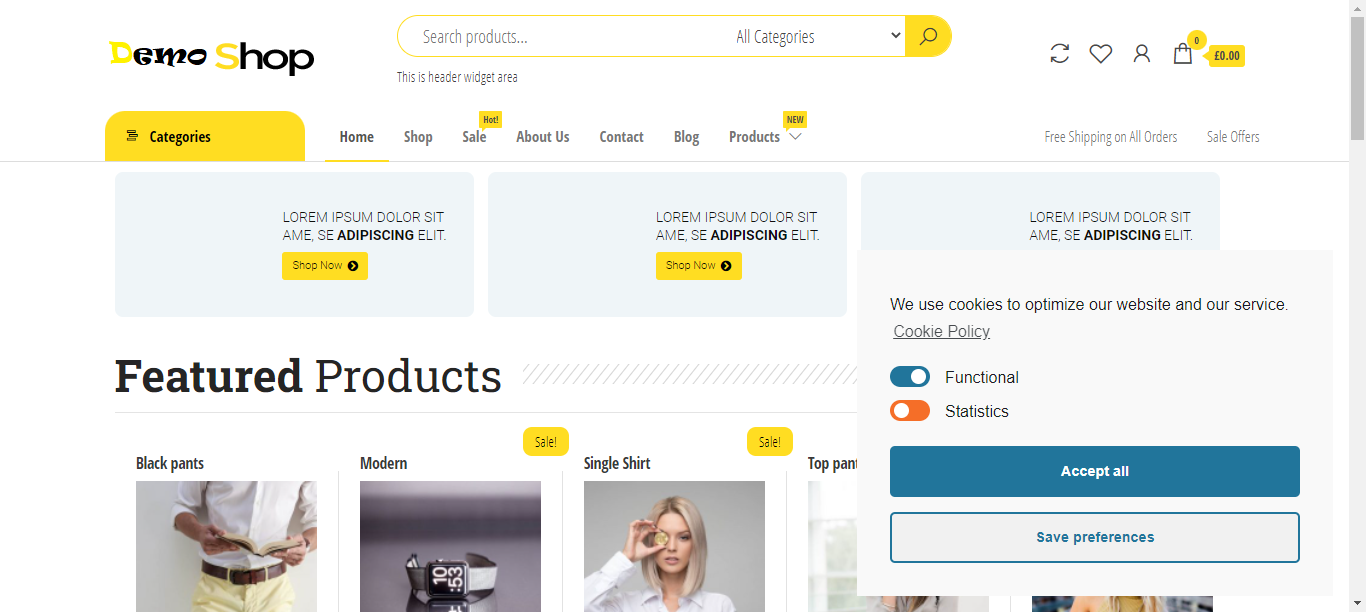 Demo Shop
Search products...
All Categories
This is header widget area
0
£0.00
Categories
Home
Shop
Sale
Hot!
About Us
Contact
Blog
Products
NEW
Free Shipping on All Orders
Sale Offers
LOREM IPSUM DOLOR SIT
AME, SE ADIPISCING ELIT.
Shop Now
LOREM IPSUM DOLOR SIT
AME, SE ADIPISCING ELIT.
Shop Now
LOREM IPSUM DOLOR SIT
AME, SE ADIPISCING ELIT.
Featured Products
Black pants
Modern
Sale!
10:53
Single Shirt
Sale!
Top pant
We use cookies to optimize our website and our service.
Cookie Policy
Functional
Statistics
Accept all
Save preferences